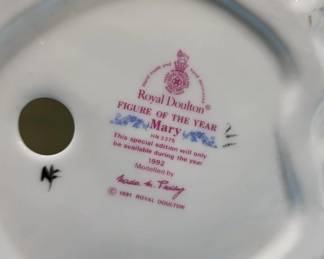 Royal Doulton®
FIGURE OF THE YEAR
Mary
HN 3375
This special edition will only
be available during the year
1992
Modelled by
© 1991 ROYAL DOULTON